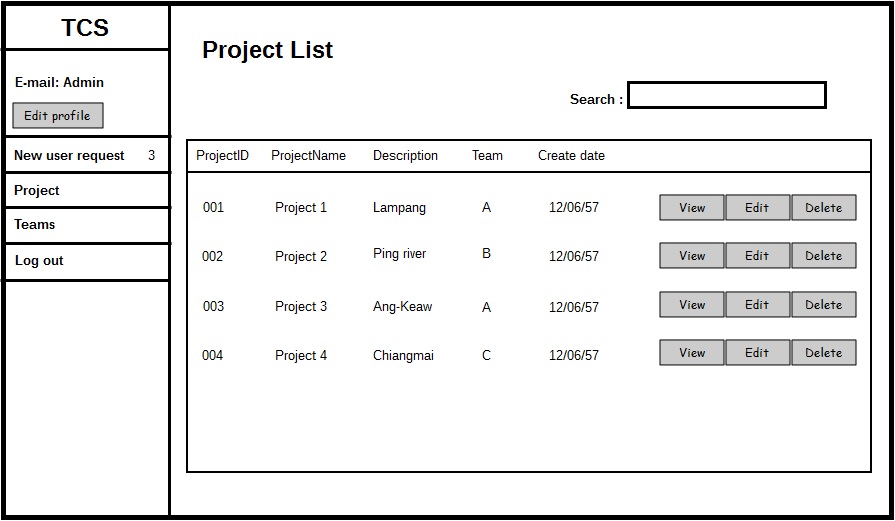 TCS
E-mail: Admin
Edit profile
New user request 3
Project
Teams
Log out
Project List
Search :
ProjectID ProjectName Description Team Create date
001 Project 1 Lampang A 12/06/57 View Edit Delete
002 Project 2 Ping river B 12/06/57 View Edit Delete
003 Project 3 Ang-Keaw A 12/06/57 View Edit Delete
004 Project 4 Chiangmai C 12/06/57 View Edit Delete